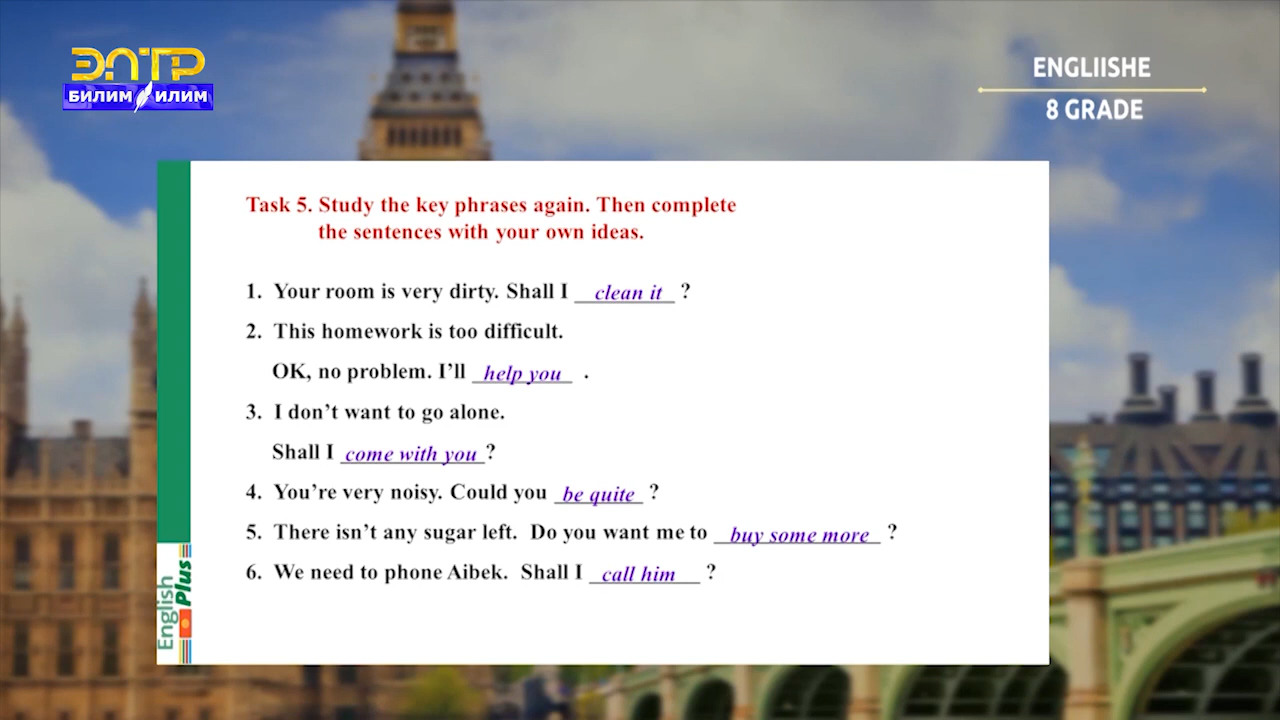 ЭЛТР
БИЛИМ ИЛИМ
ENGLIISHE
8 GRADE
Task 5. Study the key phrases again. Then complete
the sentences with your own ideas.
1. Your room is very dirty. Shall I clean it ?
2. This homework is too difficult.
OK, no problem. I’ll help you .
3. I don’t want to go alone.
Shall I come with you ?
4. You’re very noisy. Could you be quite ?
5. There isn’t any sugar left. Do you want me to buy some more ?
6. We need to phone Aibek. Shall I call him ?
English
Plus